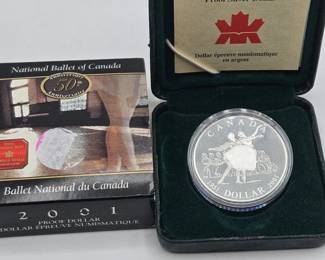 National Ballet of Canada
50th
Ballet National du Canada
2001
PROOF DOLLAR
DOLLAR ÉPREUVE NUMISMATIQUE
Proof Silver Dollar
Dollar épreuve numismatique
en argent
CANADA
DOLLAR